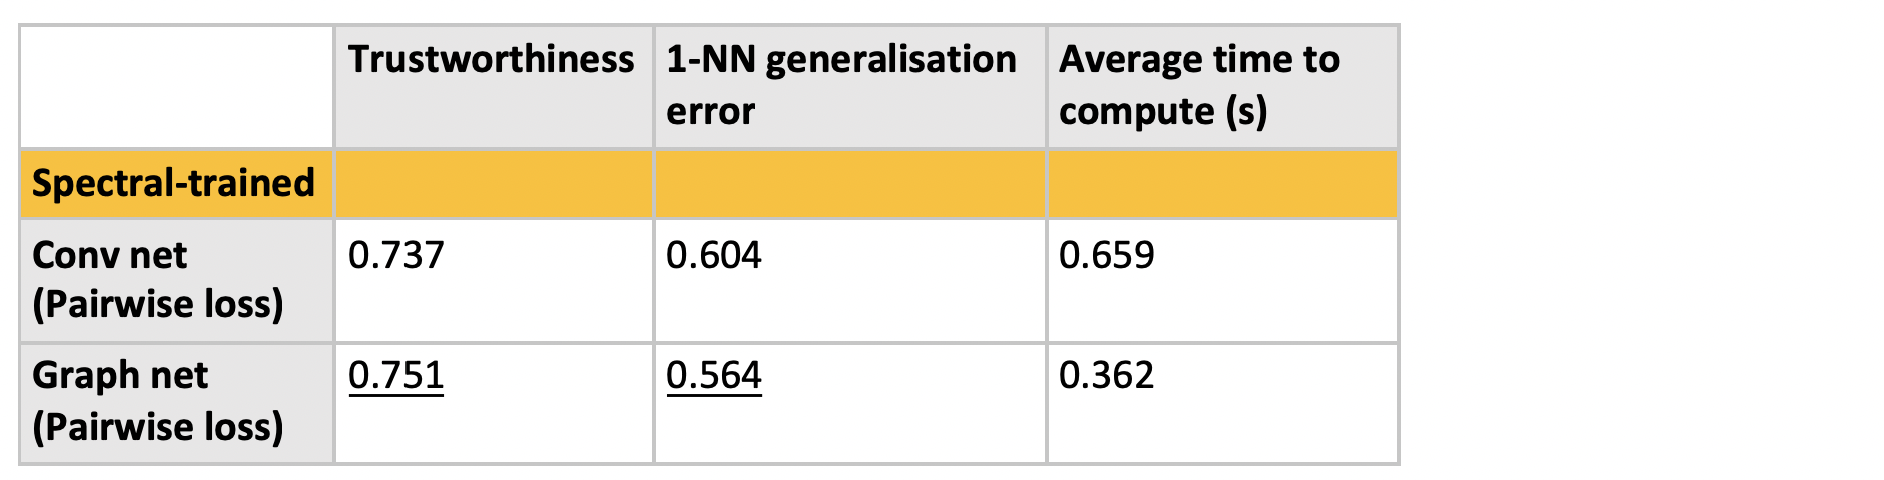 Trustworthiness
1-NN generalisation
error
Average time to
compute (s)
Spectral-trained
Conv net
(Pairwise loss)
0.737
0.604
0.659
Graph net
(Pairwise loss)
0.751
0.564
0.362